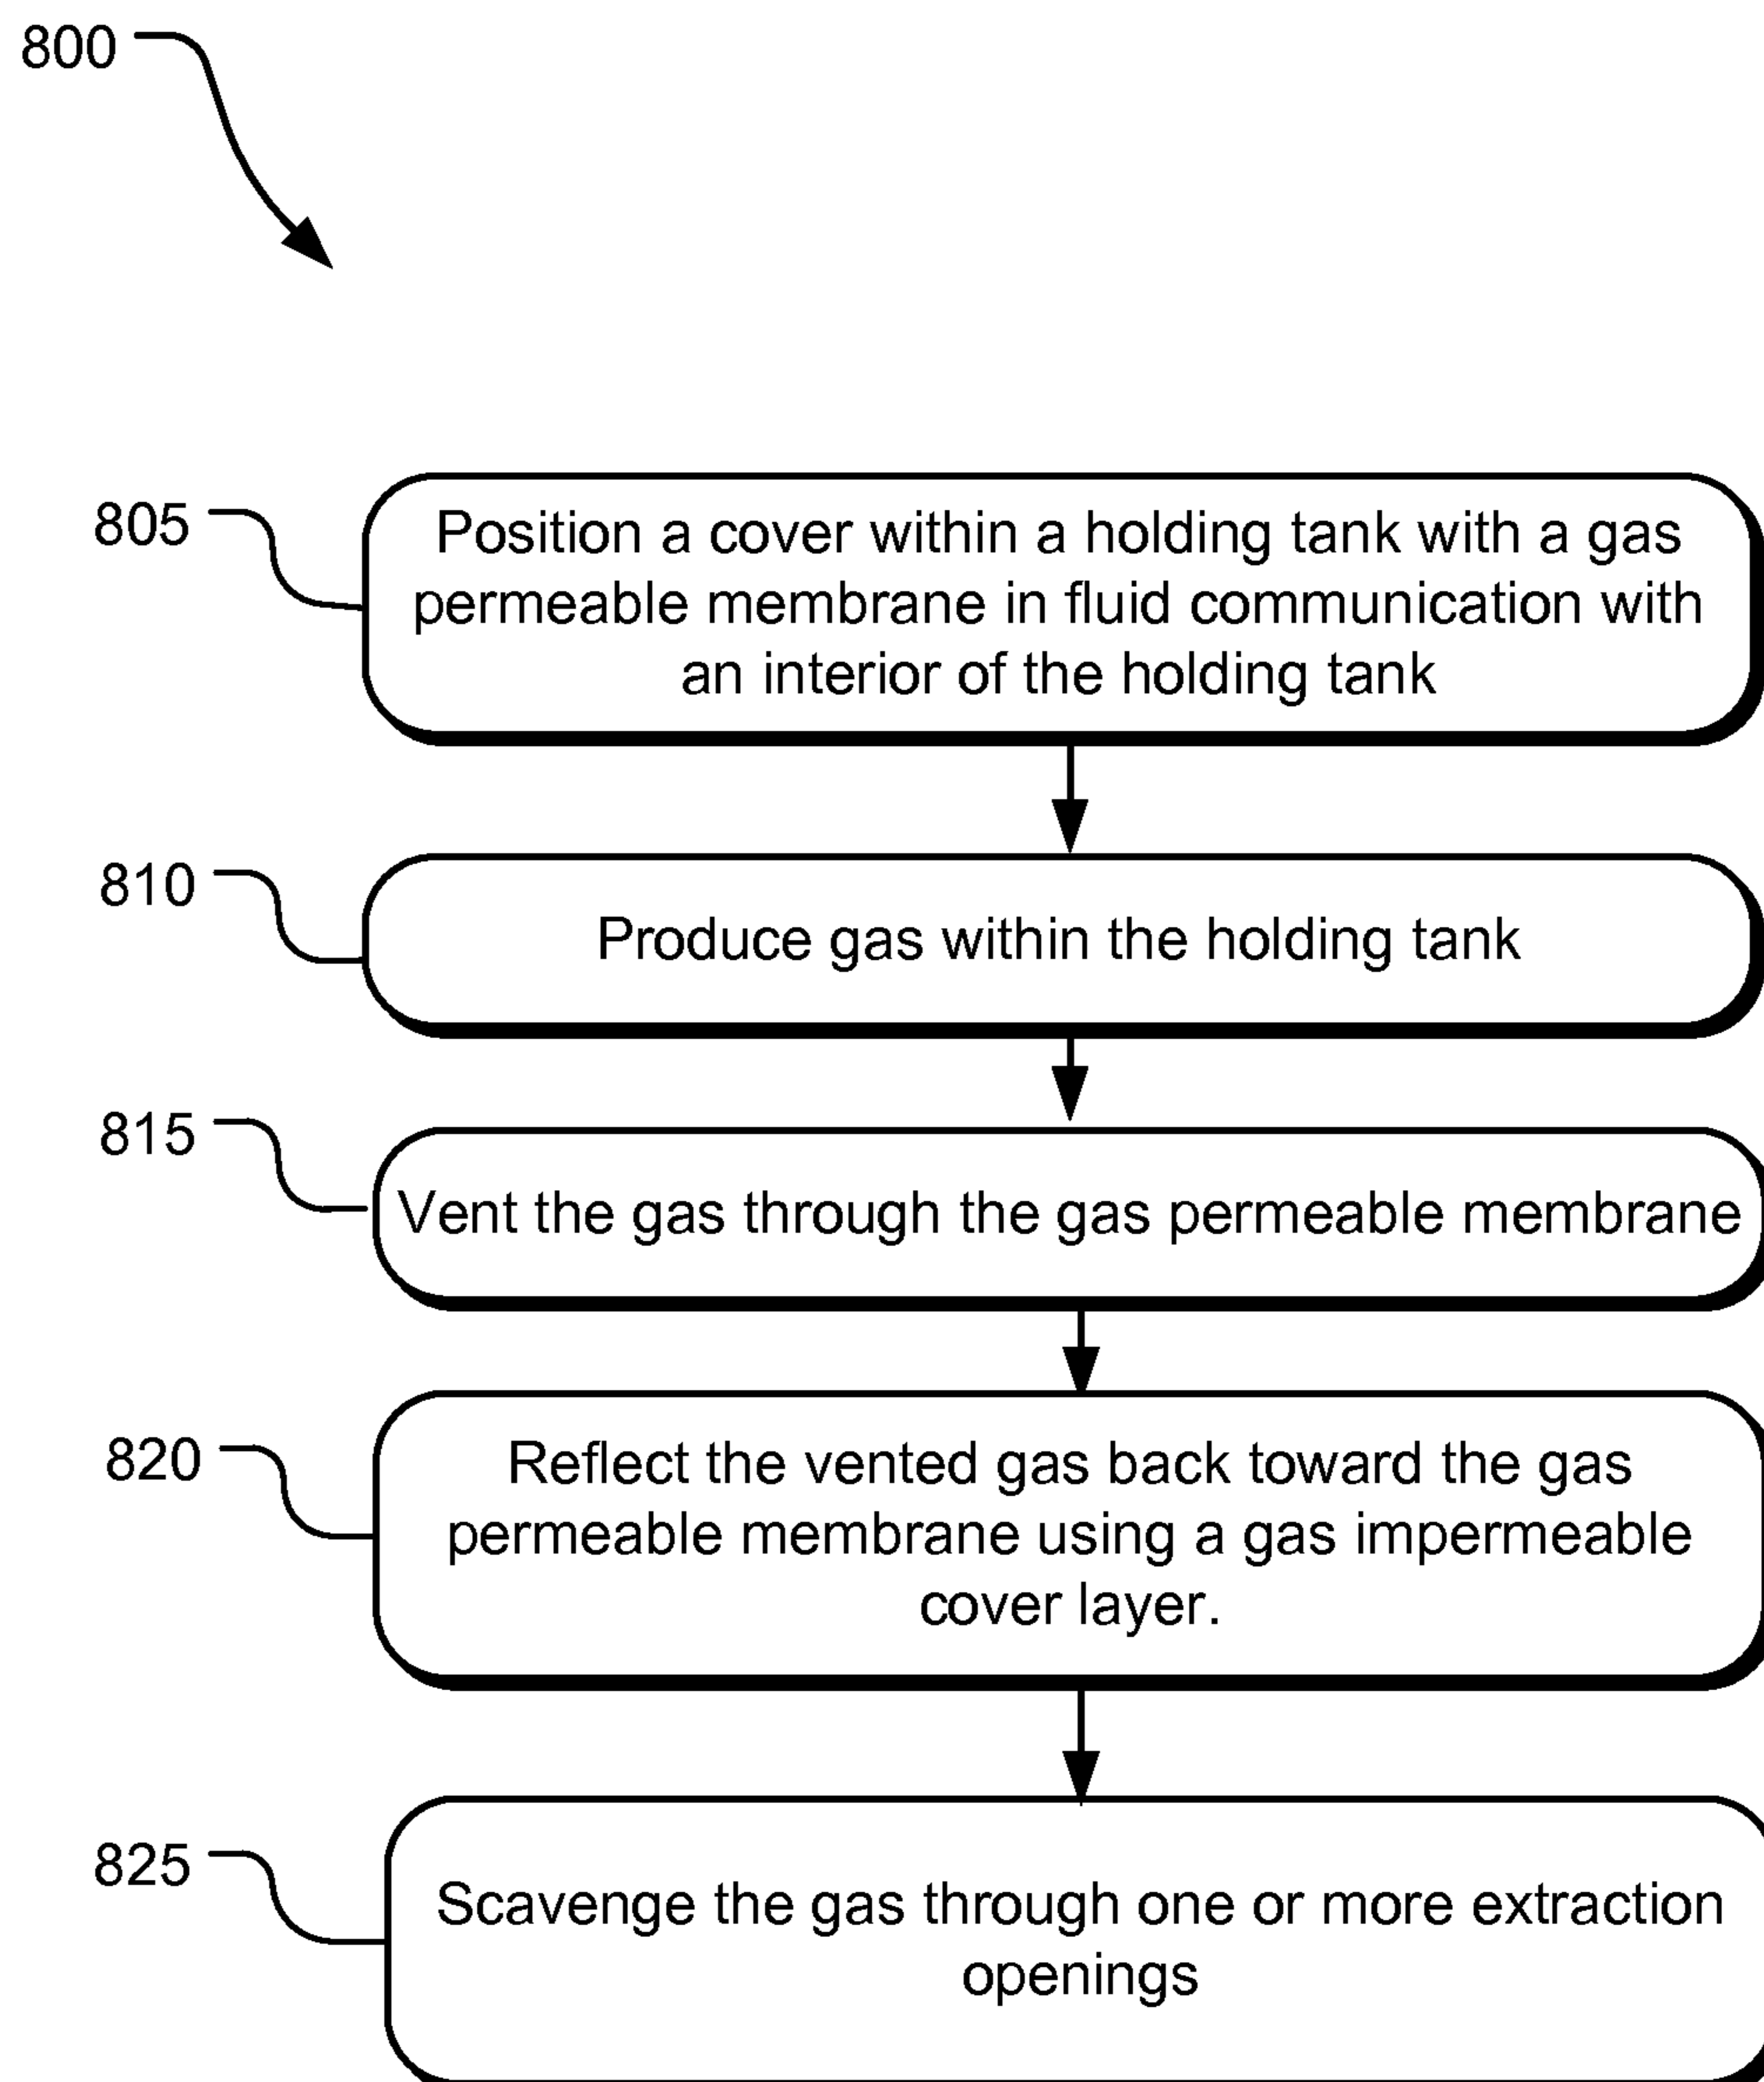 800
805
Position a cover within a holding tank with a gas
permeable membrane in fluid communication with
an interior of the holding tank
810
Produce gas within the holding tank
815
Vent the gas through the gas permeable membrane
820
Reflect the vented gas back toward the gas
permeable membrane using a gas impermeable
cover layer.
825
Scavenge the gas through one or more extraction
openings